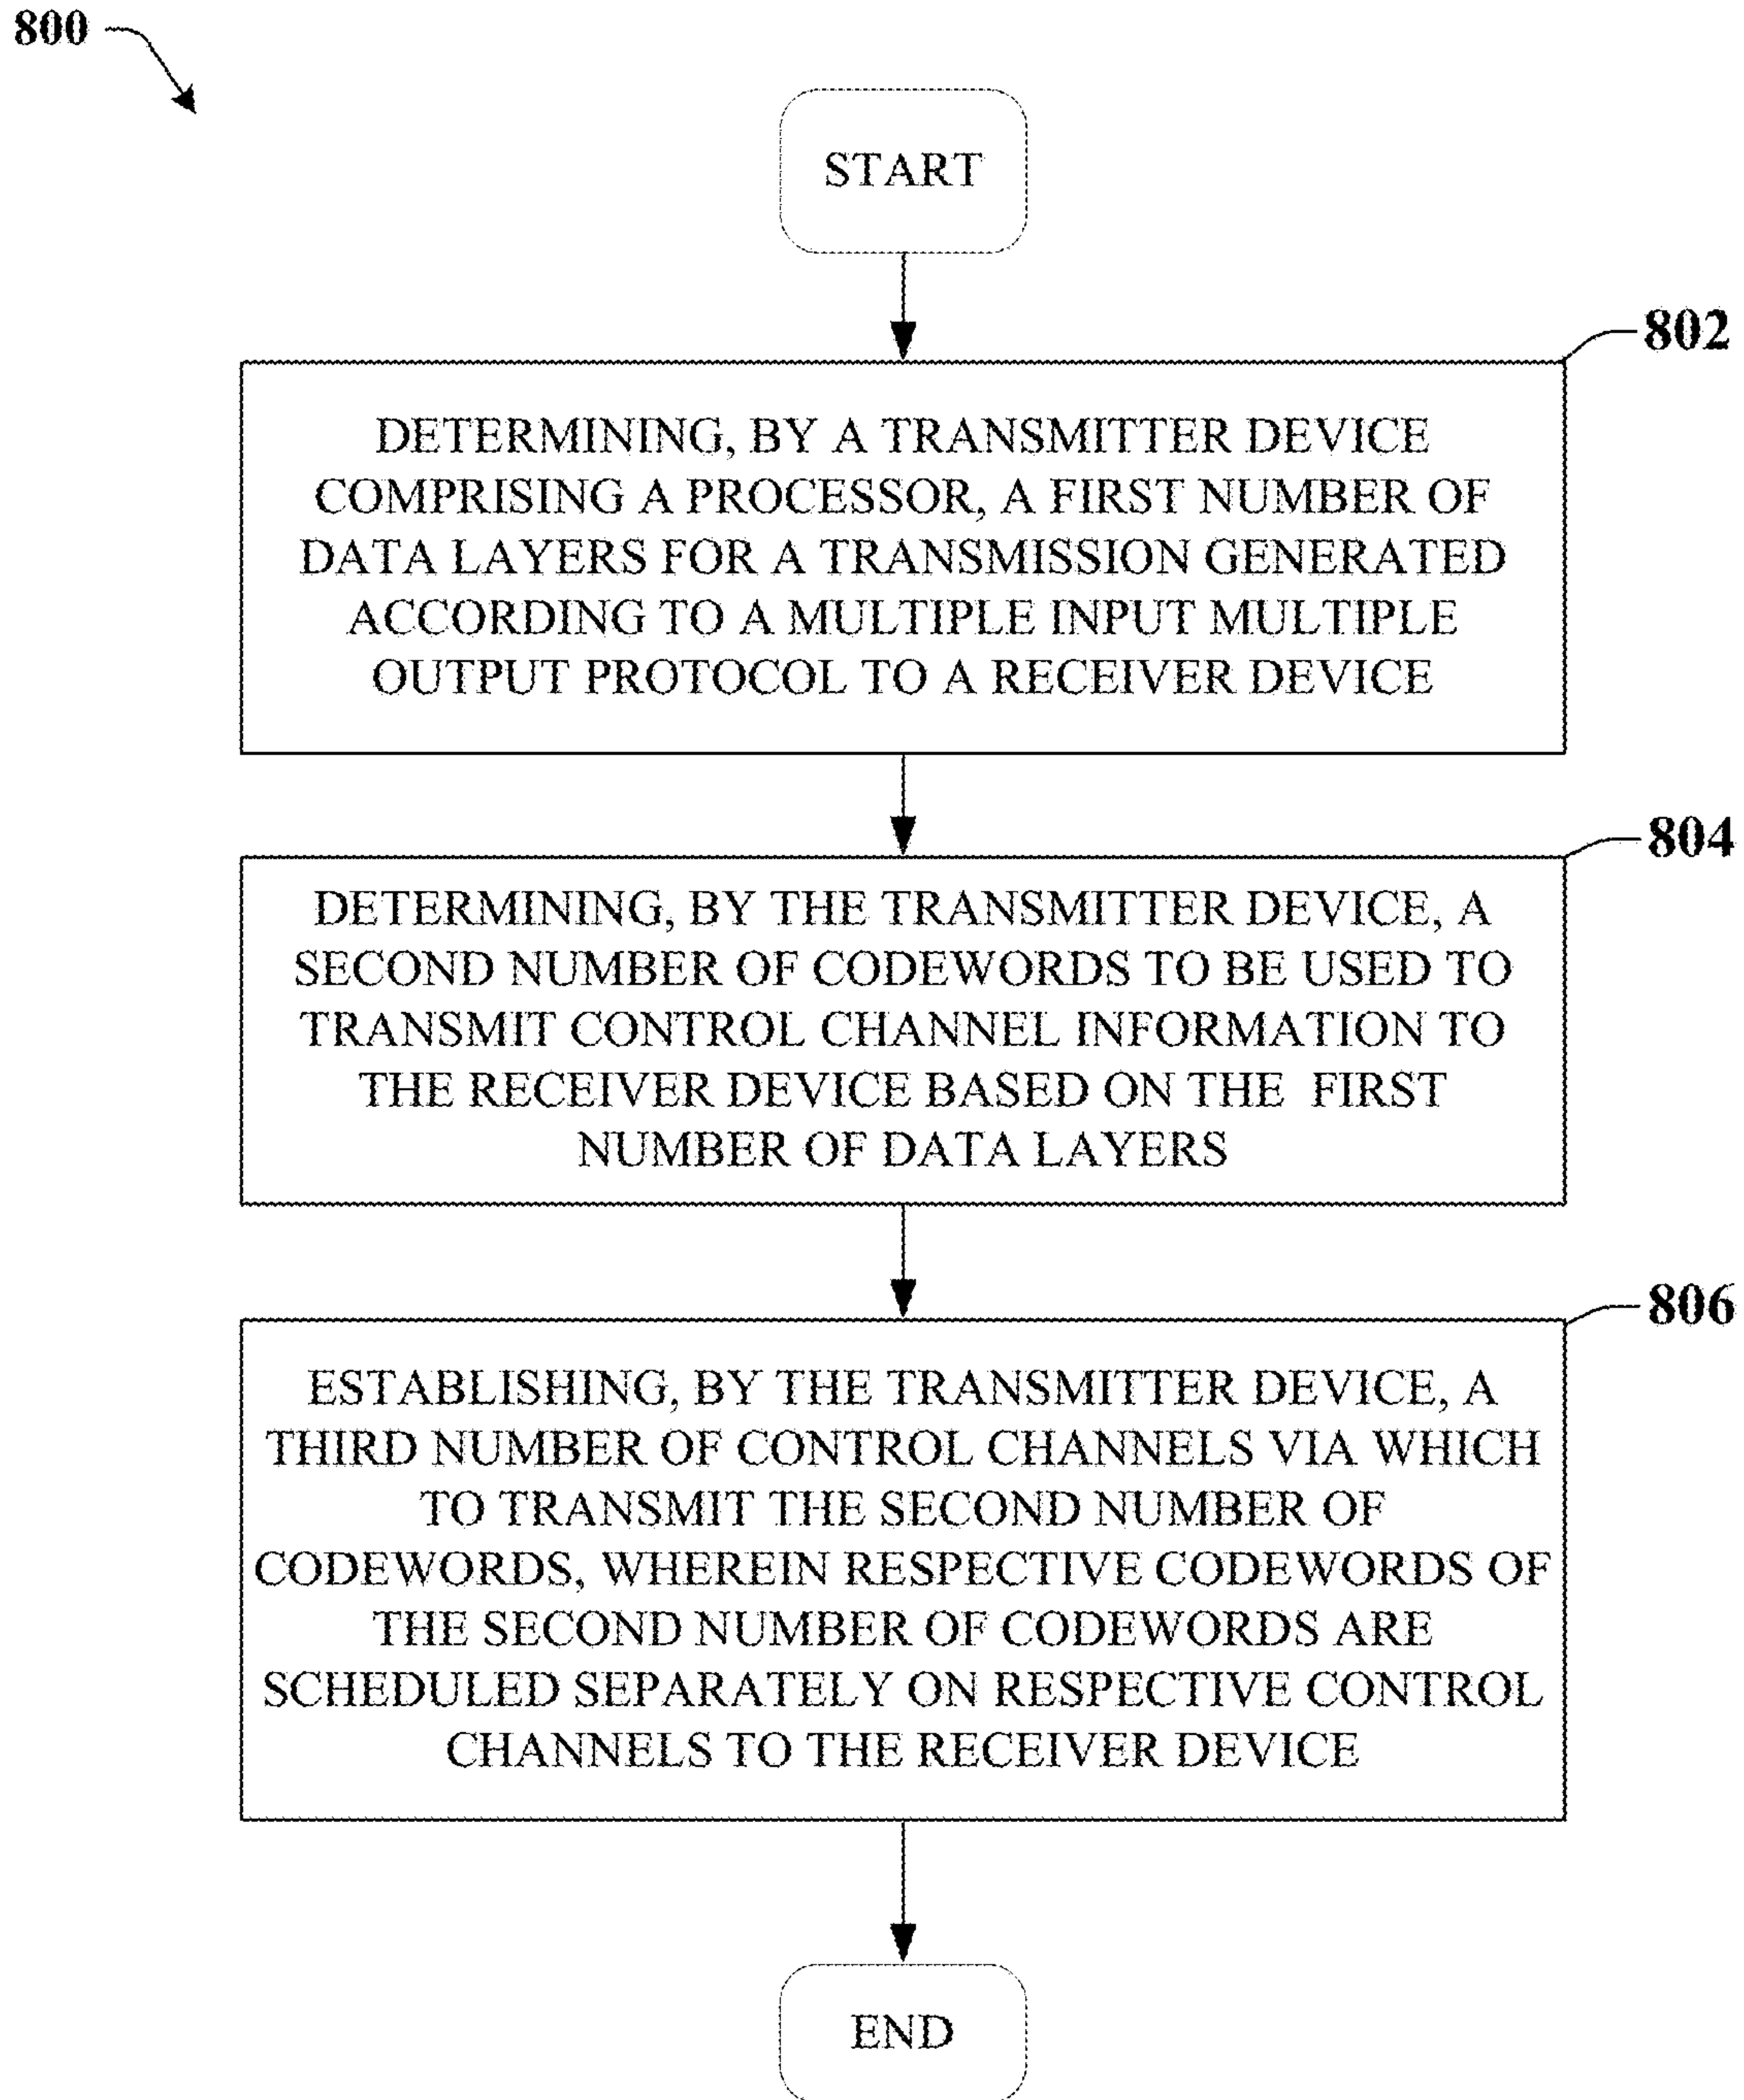 800
START
802
DETERMINING, BY A TRANSMITTER DEVICE
COMPRISING A PROCESSOR, A FIRST NUMBER OF
DATA LAYERS FOR A TRANSMISSION GENERATED
ACCORDING TO A MULTIPLE INPUT MULTIPLE
OUTPUT PROTOCOL TO A RECEIVER DEVICE
804
DETERMINING, BY THE TRANSMITTER DEVICE, A
SECOND NUMBER OF CODEWORDS TO BE USED TO
TRANSMIT CONTROL CHANNEL INFORMATION TO
THE RECEIVER DEVICE BASED ON THE FIRST
NUMBER OF DATA LAYERS
806
ESTABLISHING, BY THE TRANSMITTER DEVICE, A
THIRD NUMBER OF CONTROL CHANNELS VIA WHICH
TO TRANSMIT THE SECOND NUMBER OF
CODEWORDS, WHEREIN RESPECTIVE CODEWORDS OF
THE SECOND NUMBER OF CODEWORDS ARE
SCHEDULED SEPARATELY ON RESPECTIVE CONTROL
CHANNELS TO THE RECEIVER DEVICE
END